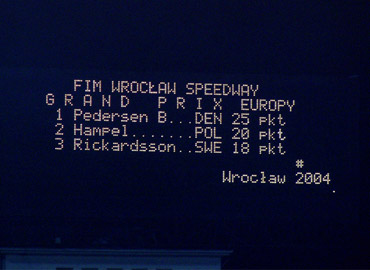 FIM WROCŁAW SPEEDWAY
G R A N D   P R I X  EUROPY
1 Pedersen B...DEN 25 pkt
2 Hampel.......POL 20 pkt
3 Rickardsson..SWE 18 pkt
#
Wrocław 2004
.